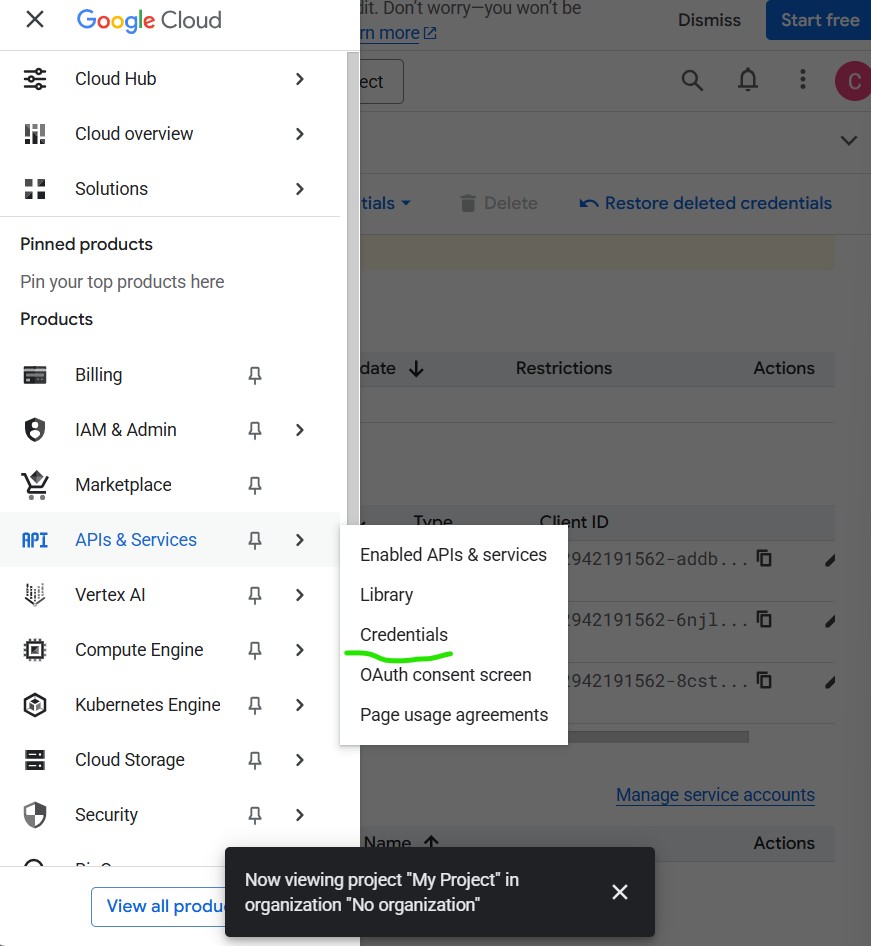 Google Cloud
dit. Don't worry—you won't be
rn more
Dismiss
Start free
ect
C
Cloud Hub
Cloud overview
Solutions
tials
Delete
Restore deleted credentials
Pinned products
Pin your top products here
Products
date
Restrictions
Actions
Billing
IAM & Admin
Marketplace
API APIs & Services
Vertex AI
Compute Engine
Kubernetes Engine
Cloud Storage
Security
Enabled APIs & services
Library
Credentials
OAuth consent screen
Page usage agreements
Type
Client ID
2942191562-addb...
2942191562-6njl...
2942191562-8cst...
Manage service accounts
Name
Actions
View all produ
Now viewing project "My Project" in
organization "No organization"